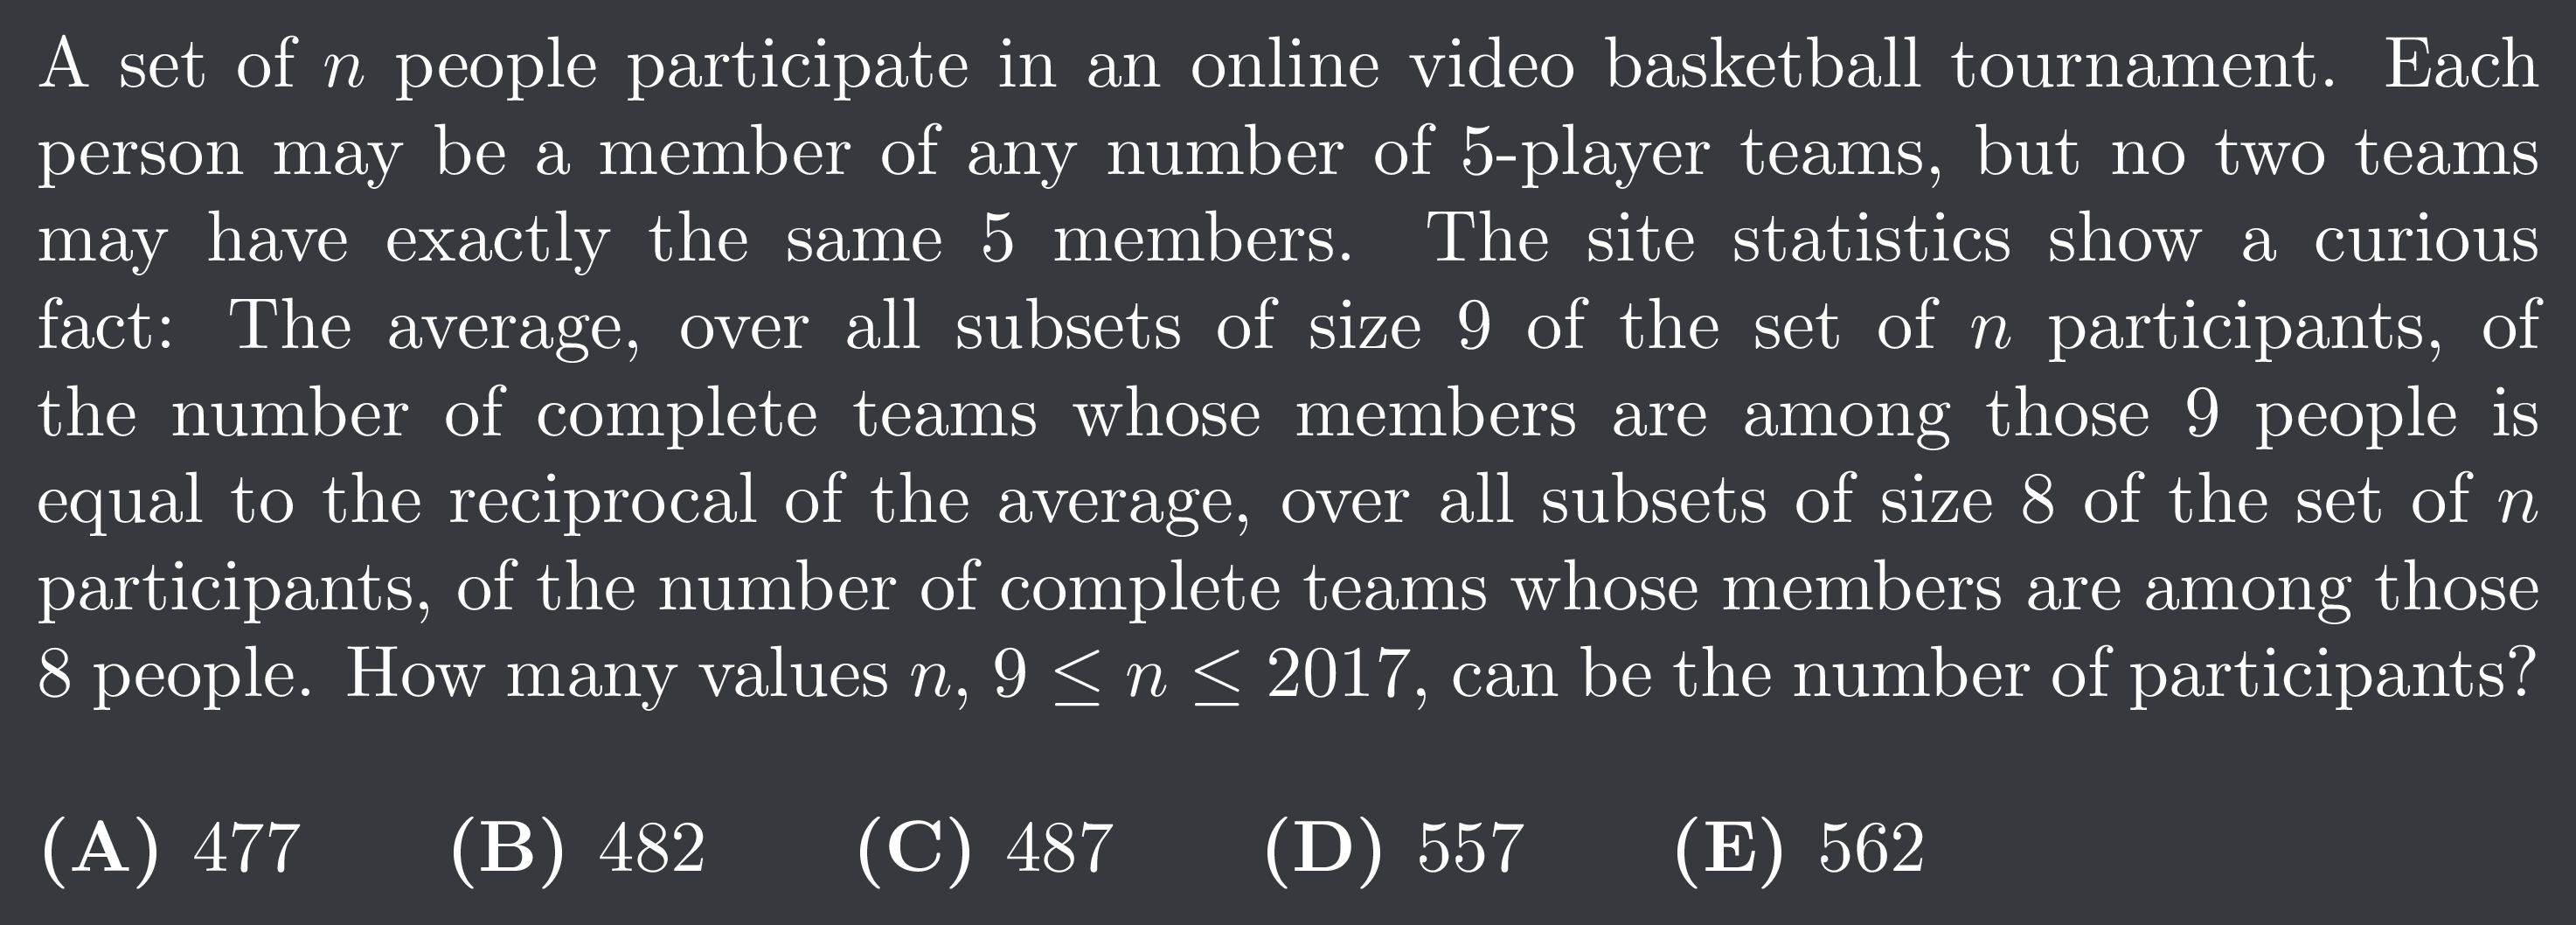 A set of n people participate in an online video basketball tournament. Each
person may be a member of any number of 5-player teams, but no two teams
may have exactly the same 5 members. The site statistics show a curious
fact: The average, over all subsets of size 9 of the set of n participants, of
the number of complete teams whose members are among those 9 people is
equal to the reciprocal of the average, over all subsets of size 8 of the set of n
participants, of the number of complete teams whose members are among those
8 people. How many values n, 9 ≤ n ≤ 2017, can be the number of participants?
(A) 477 (B) 482 (C) 487 (D) 557 (E) 562